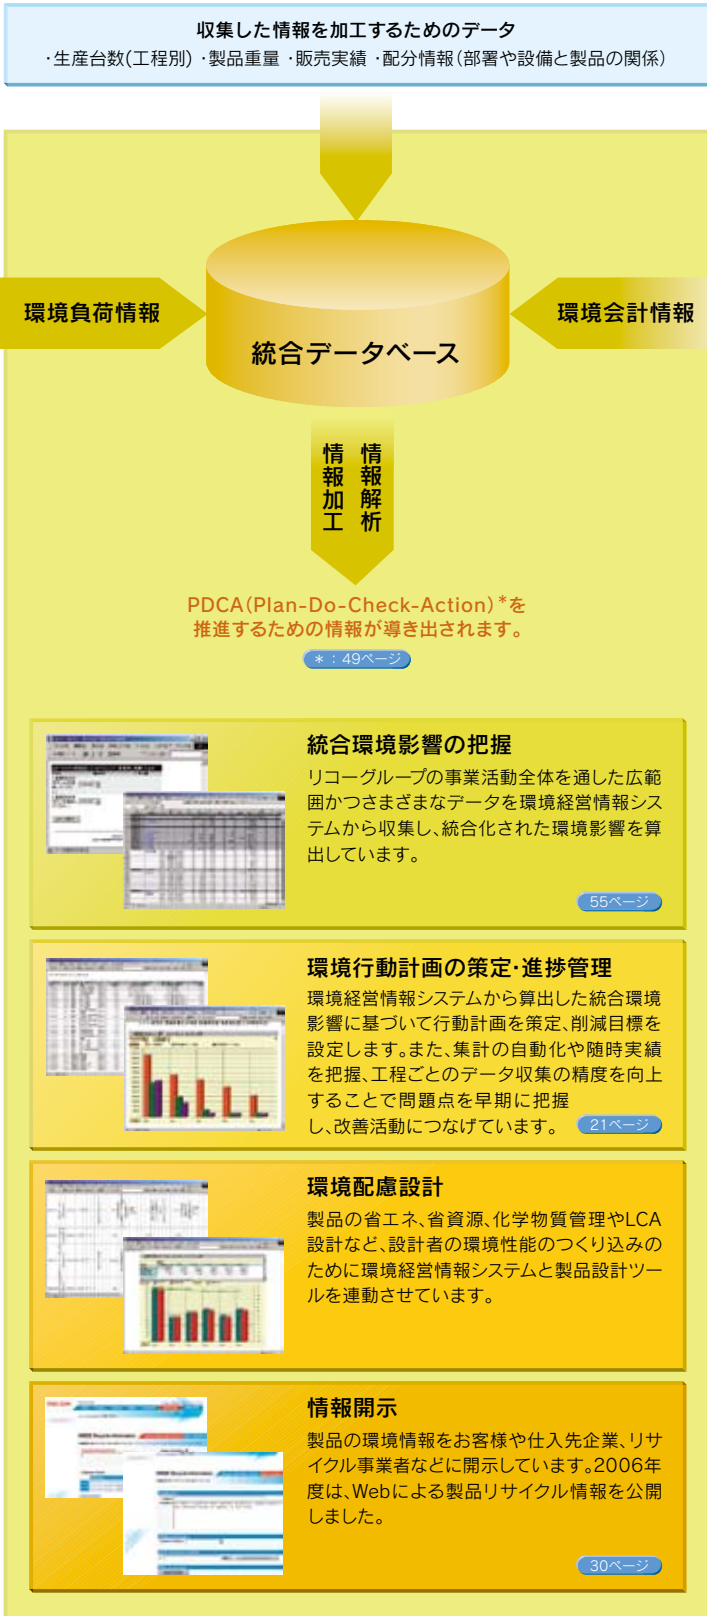 収集した情報を加工するためのデータ
・生産台数(工程別) ・製品重量 ・販売実績 ・配分情報(部署や設備と製品の関係)
環境負荷情報
環境会計情報
統合データベース
情報解析
情報加工
PDCA(Plan-Do-Check-Action)*を
推進するための情報が導き出されます。
*:49ページ
統合環境影響の把握
リコーグループの事業活動全体を通した広範
囲かつさまざまなデータを環境経営情報シス
テムから収集し、統合化された環境影響を算
出しています。
55ページ
環境行動計画の策定・進捗管理
環境経営情報システムから算出した統合環境
影響に基づいて行動計画を策定、削減目標を
設定します。また、集計の自動化や随時実績
を把握、工程ごとのデータ収集の精度を向上
することで問題点を早期に把握
し、改善活動につなげています。
21ページ
環境配慮設計
製品の省エネ、省資源、化学物質管理やLCA
設計など、設計者の環境性能のつくり込みの
ために環境経営情報システムと製品設計ツー
ルを連動させています。
情報開示
製品の環境情報をお客様や仕入先企業、リサ
イクル事業者などに開示しています。2006年
度は、Webによる製品リサイクル情報を公開
しました。
30ページ